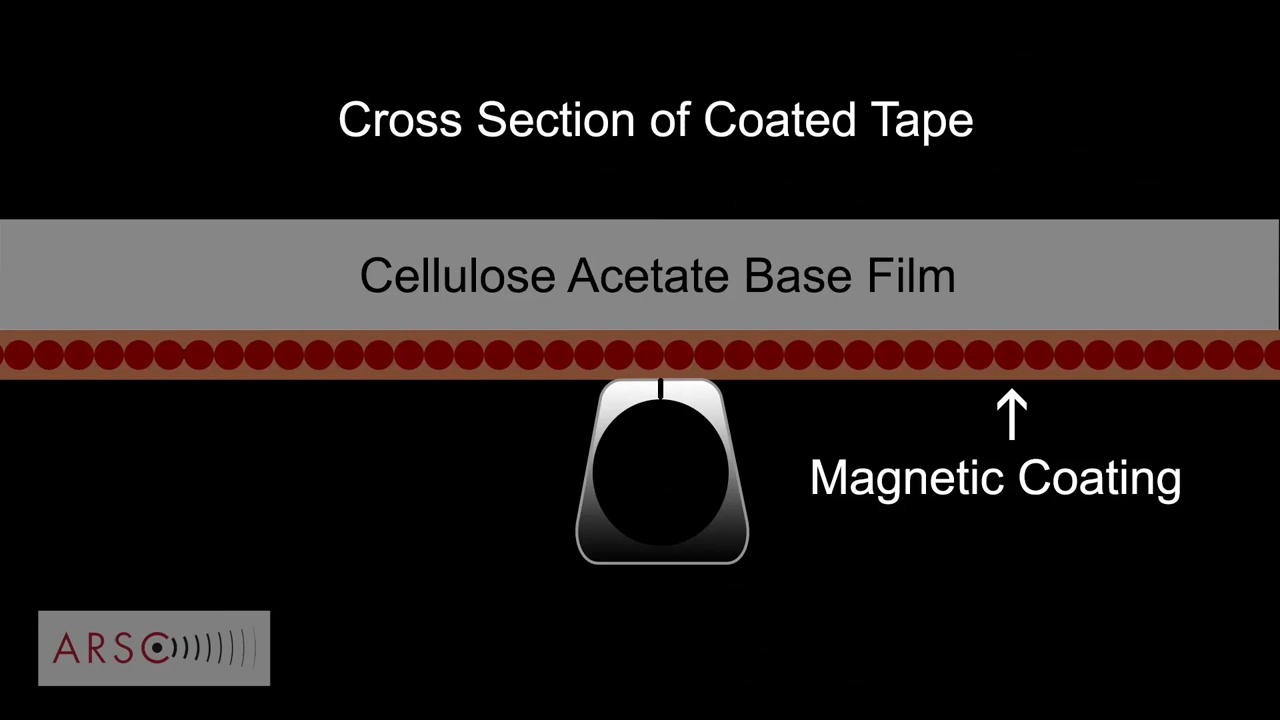 Cross Section of Coated Tape
Cellulose Acetate Base Film
Magnetic Coating
ARSC